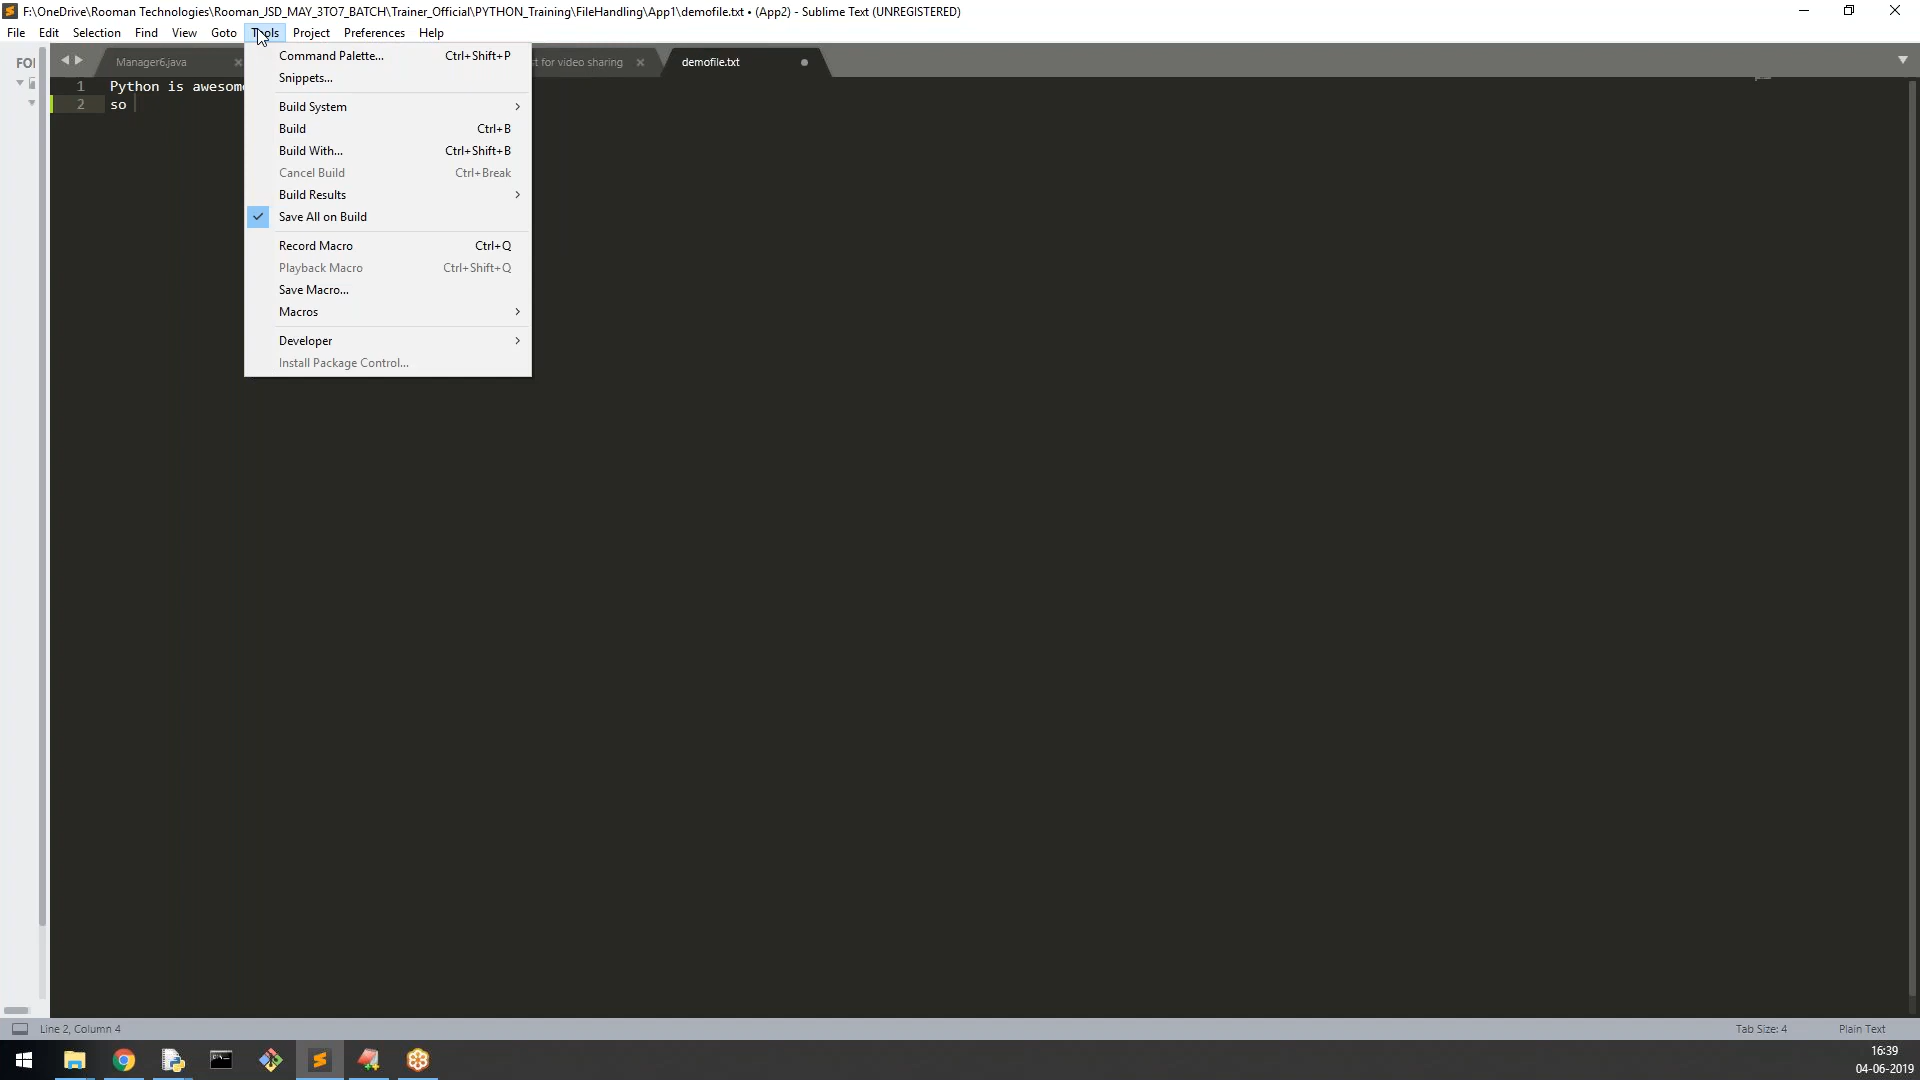 F:\OneDrive\Rooman Technologies\Rooman_JSD_MAY_3TO7_BATCH\Trainer_Official\PYTHON_Training\FileHandling\App1\demofile.txt • (App2) - Sublime Text (UNREGISTERED)
File Edit Selection Find View Goto Tools Project Preferences Help
Manager6.java for video sharing demofile.txt
1 Python is
2 so
Command Palette... Ctrl+Shift+P
Snippets...
Build System
Build Ctrl+B
Build With... Ctrl+Shift+B
Cancel Build Ctrl+Break
Build Results
Save All on Build
Record Macro Ctrl+Q
Playback Macro Ctrl+Shift+Q
Save Macro...
Macros
Developer
Install Package Control...
Line 2, Column 4 Tab Size: 4 Plain Text
16:39
04-06-2019